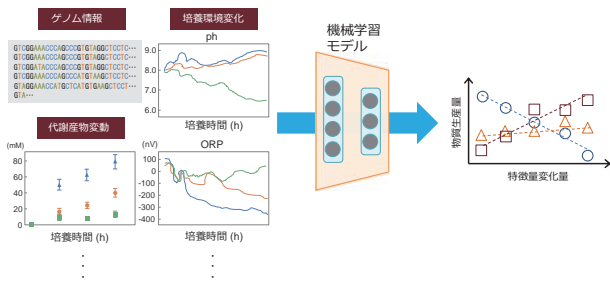 ゲノム情報
GTCGGAAACCCAGCCCGTGTAGGCTCCTC…
GTCGGAAACCCAGCCCGTGTAGGCTCCTC…
GTCGGATACCCAGCCCGTGTAGGCTCCTC…
GTCGGAAACCCAGCCCATGTAAGCTCCTC…
GTAGGAAACCATGCTCATGTGAAGCTCCT…
GTA…
代謝産物変動
(mM)
80
60
40
20
0
培養時間 (h)
培養環境変化
ph
9.0
8.0
7.0
6.0
培養時間 (h)
ORP
(nV)
100
0
-100
-200
-300
-400
培養時間 (h)
機械学習
モデル
物質生産量
特徴量変化量